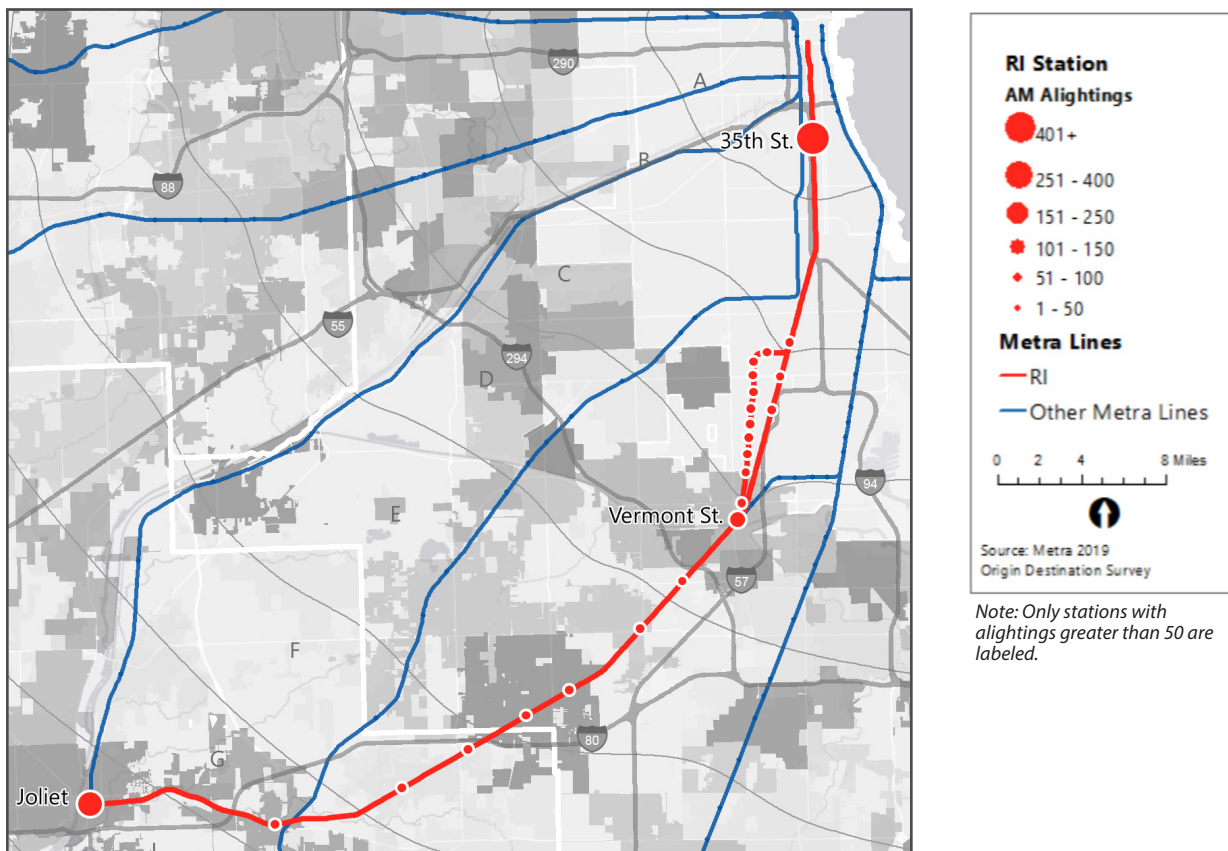 290
A
35th St.
B
88
C
55
294
D
94
Vermont St.
E
57
F
80
G
Joliet
RI Station
AM Alightings
401+
251 - 400
151 - 250
101 - 150
51 - 100
1 - 50
Metra Lines
RI
Other Metra Lines
0 2 4 8 Miles
Source: Metra 2019
Origin Destination Survey
Note: Only stations with
alightings greater than 50 are
labeled.